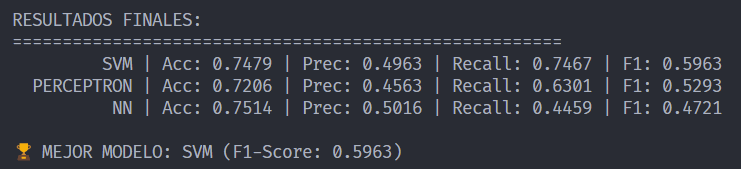 RESULTADOS FINALES:
=======================================================
SVM | Acc: 0.7479 | Prec: 0.4963 | Recall: 0.7467 | F1: 0.5963
PERCEPTRON | Acc: 0.7206 | Prec: 0.4563 | Recall: 0.6301 | F1: 0.5293
NN | Acc: 0.7514 | Prec: 0.5016 | Recall: 0.4459 | F1: 0.4721
🏆 MEJOR MODELO: SVM (F1-Score: 0.5963)